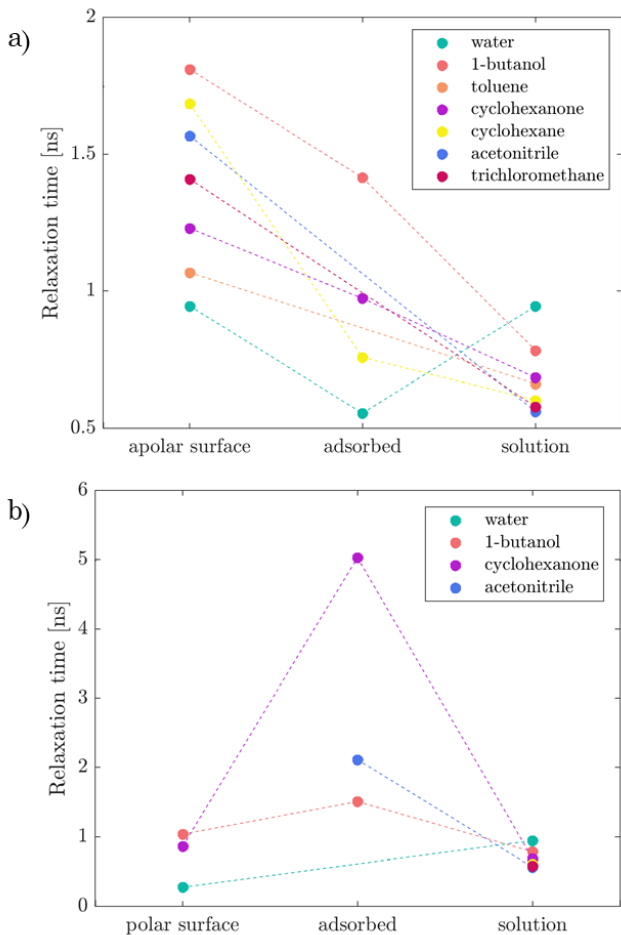 a)
2
1.5
1
0.5
Relaxation time [ns]
water
1-butanol
toluene
cyclohexanone
cyclohexane
acetonitrile
trichloromethane
apolar surface adsorbed solution
b)
6
5
4
3
2
1
0
Relaxation time [ns]
water
1-butanol
cyclohexanone
acetonitrile
polar surface adsorbed solution